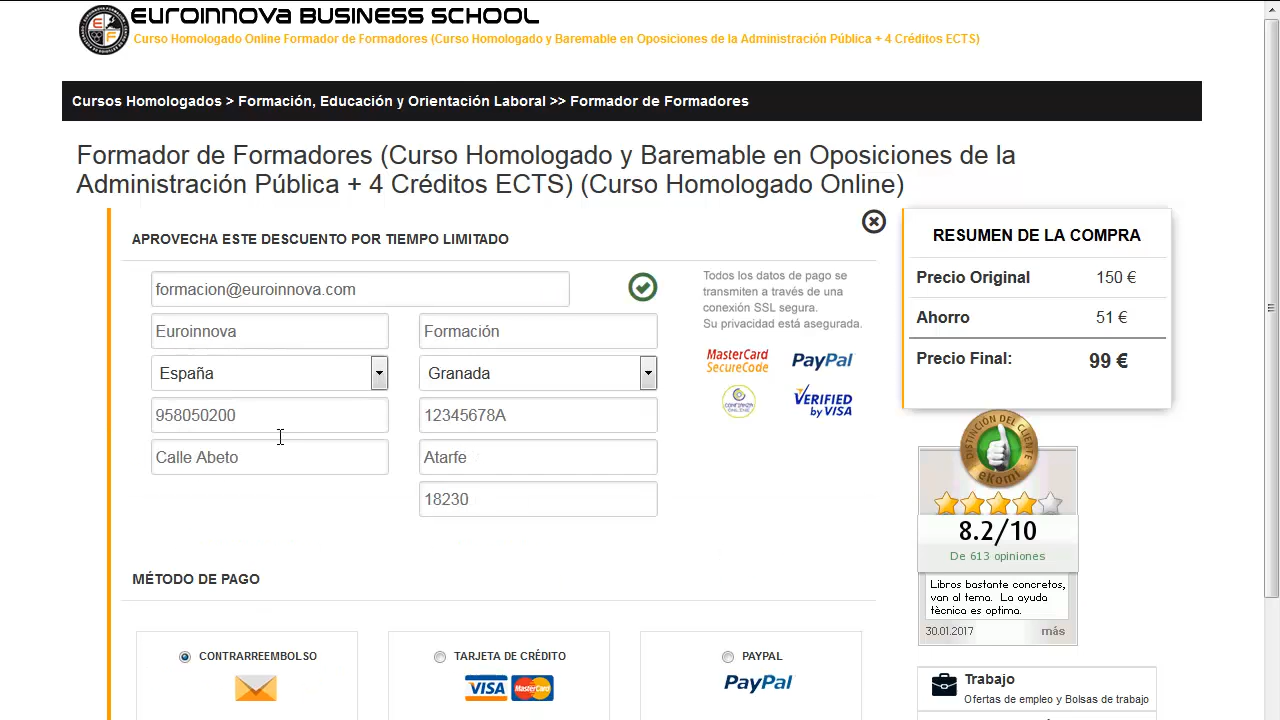 EUROINNOVA BUSINESS SCHOOL
Curso Homologado Online Formador de Formadores (Curso Homologado y Baremable en Oposiciones de la Administración Pública + 4 Créditos ECTS)
Cursos Homologados > Formación, Educación y Orientación Laboral >> Formador de Formadores
Formador de Formadores (Curso Homologado y Baremable en Oposiciones de la
Administración Pública + 4 Créditos ECTS) (Curso Homologado Online)
APROVECHA ESTE DESCUENTO POR TIEMPO LIMITADO
formacion@euroinnova.com
Euroinnova
Formación
España
Granada
958050200
12345678A
Calle Abeto
Atarfe
18230
Todos los datos de pago se
transmiten a través de una
conexión SSL segura.
Su privacidad está asegurada.
MasterCard
SecureCode
PayPal
CONFIANZA
ONLINE
VERIFIED
by VISA
MÉTODO DE PAGO
CONTRARREEMBOLSO
TARJETA DE CRÉDITO
VISA
MasterCard
PAYPAL
PayPal
RESUMEN DE LA COMPRA
Precio Original 150 €
Ahorro 51 €
Precio Final: 99 €
DISTINCIÓN DEL CLIENTE
eKomi
8.2/10
De 613 opiniones
Libros bastante concretos,
van al tema. La ayuda
tècnica es optima.
30.01.2017 más
Trabajo
Ofertas de empleo y Bolsas de trabajo